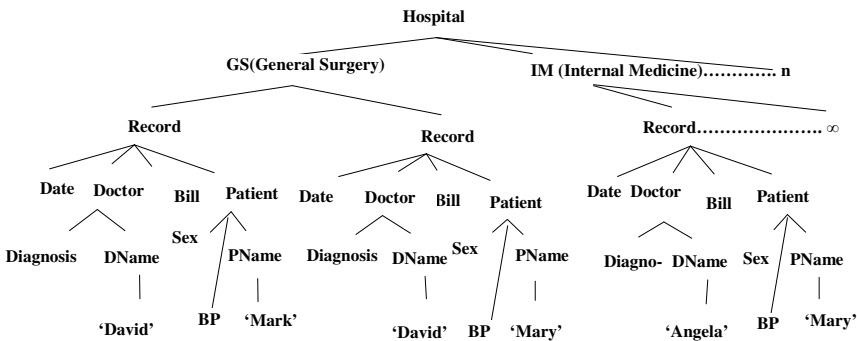 Hospital
GS(General Surgery) IM (Internal Medicine)…………. n
Record Record Record……………………. ∞
Date Doctor Bill Patient Date Doctor Bill Patient Date Doctor Bill Patient
Diagnosis DName Sex PName Diagnosis DName Sex PName Diagno- DName Sex PName
‘David’ BP ‘Mark’ ‘David’ BP ‘Mary’ ‘Angela’ BP ‘Mary’